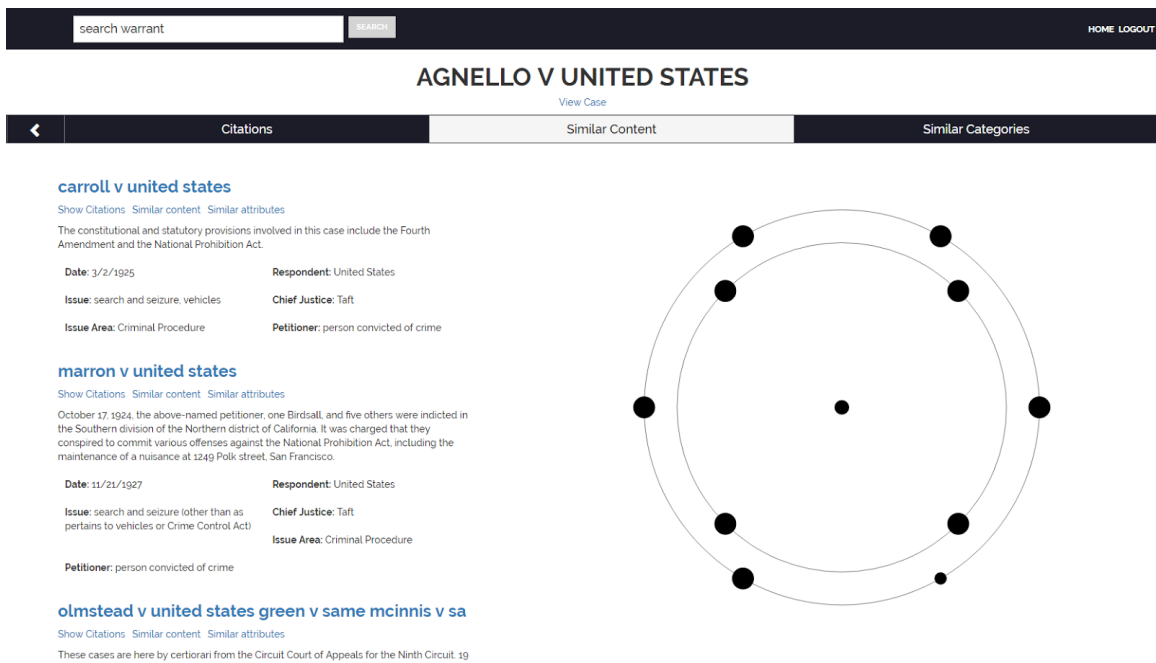 search warrant
SEARCH
HOME LOGOUT
AGNELLO V UNITED STATES
View Case
Citations
Similar Content
Similar Categories
carroll v united states
Show Citations Similar content Similar attributes
The constitutional and statutory provisions involved in this case include the Fourth
Amendment and the National Prohibition Act.
Date: 3/2/1925
Respondent: United States
Issue: search and seizure, vehicles
Chief Justice: Taft
Issue Area: Criminal Procedure
Petitioner: person convicted of crime
marron v united states
Show Citations Similar content Similar attributes
October 17, 1924, the above-named petitioner, one Birdsall, and five others were indicted in
the Southern division of the Northern district of California. It was charged that they
conspired to commit various offenses against the National Prohibition Act, including the
maintenance of a nuisance at 1249 Polk street, San Francisco.
Date: 11/21/1927
Respondent: United States
Issue: search and seizure (other than as
pertains to vehicles or Crime Control Act)
Chief Justice: Taft
Issue Area: Criminal Procedure
Petitioner: person convicted of crime
olmstead v united states green v same mcinnis v sa
Show Citations Similar content Similar attributes
These cases are here by certiorari from the Circuit Court of Appeals for the Ninth Circuit. 19